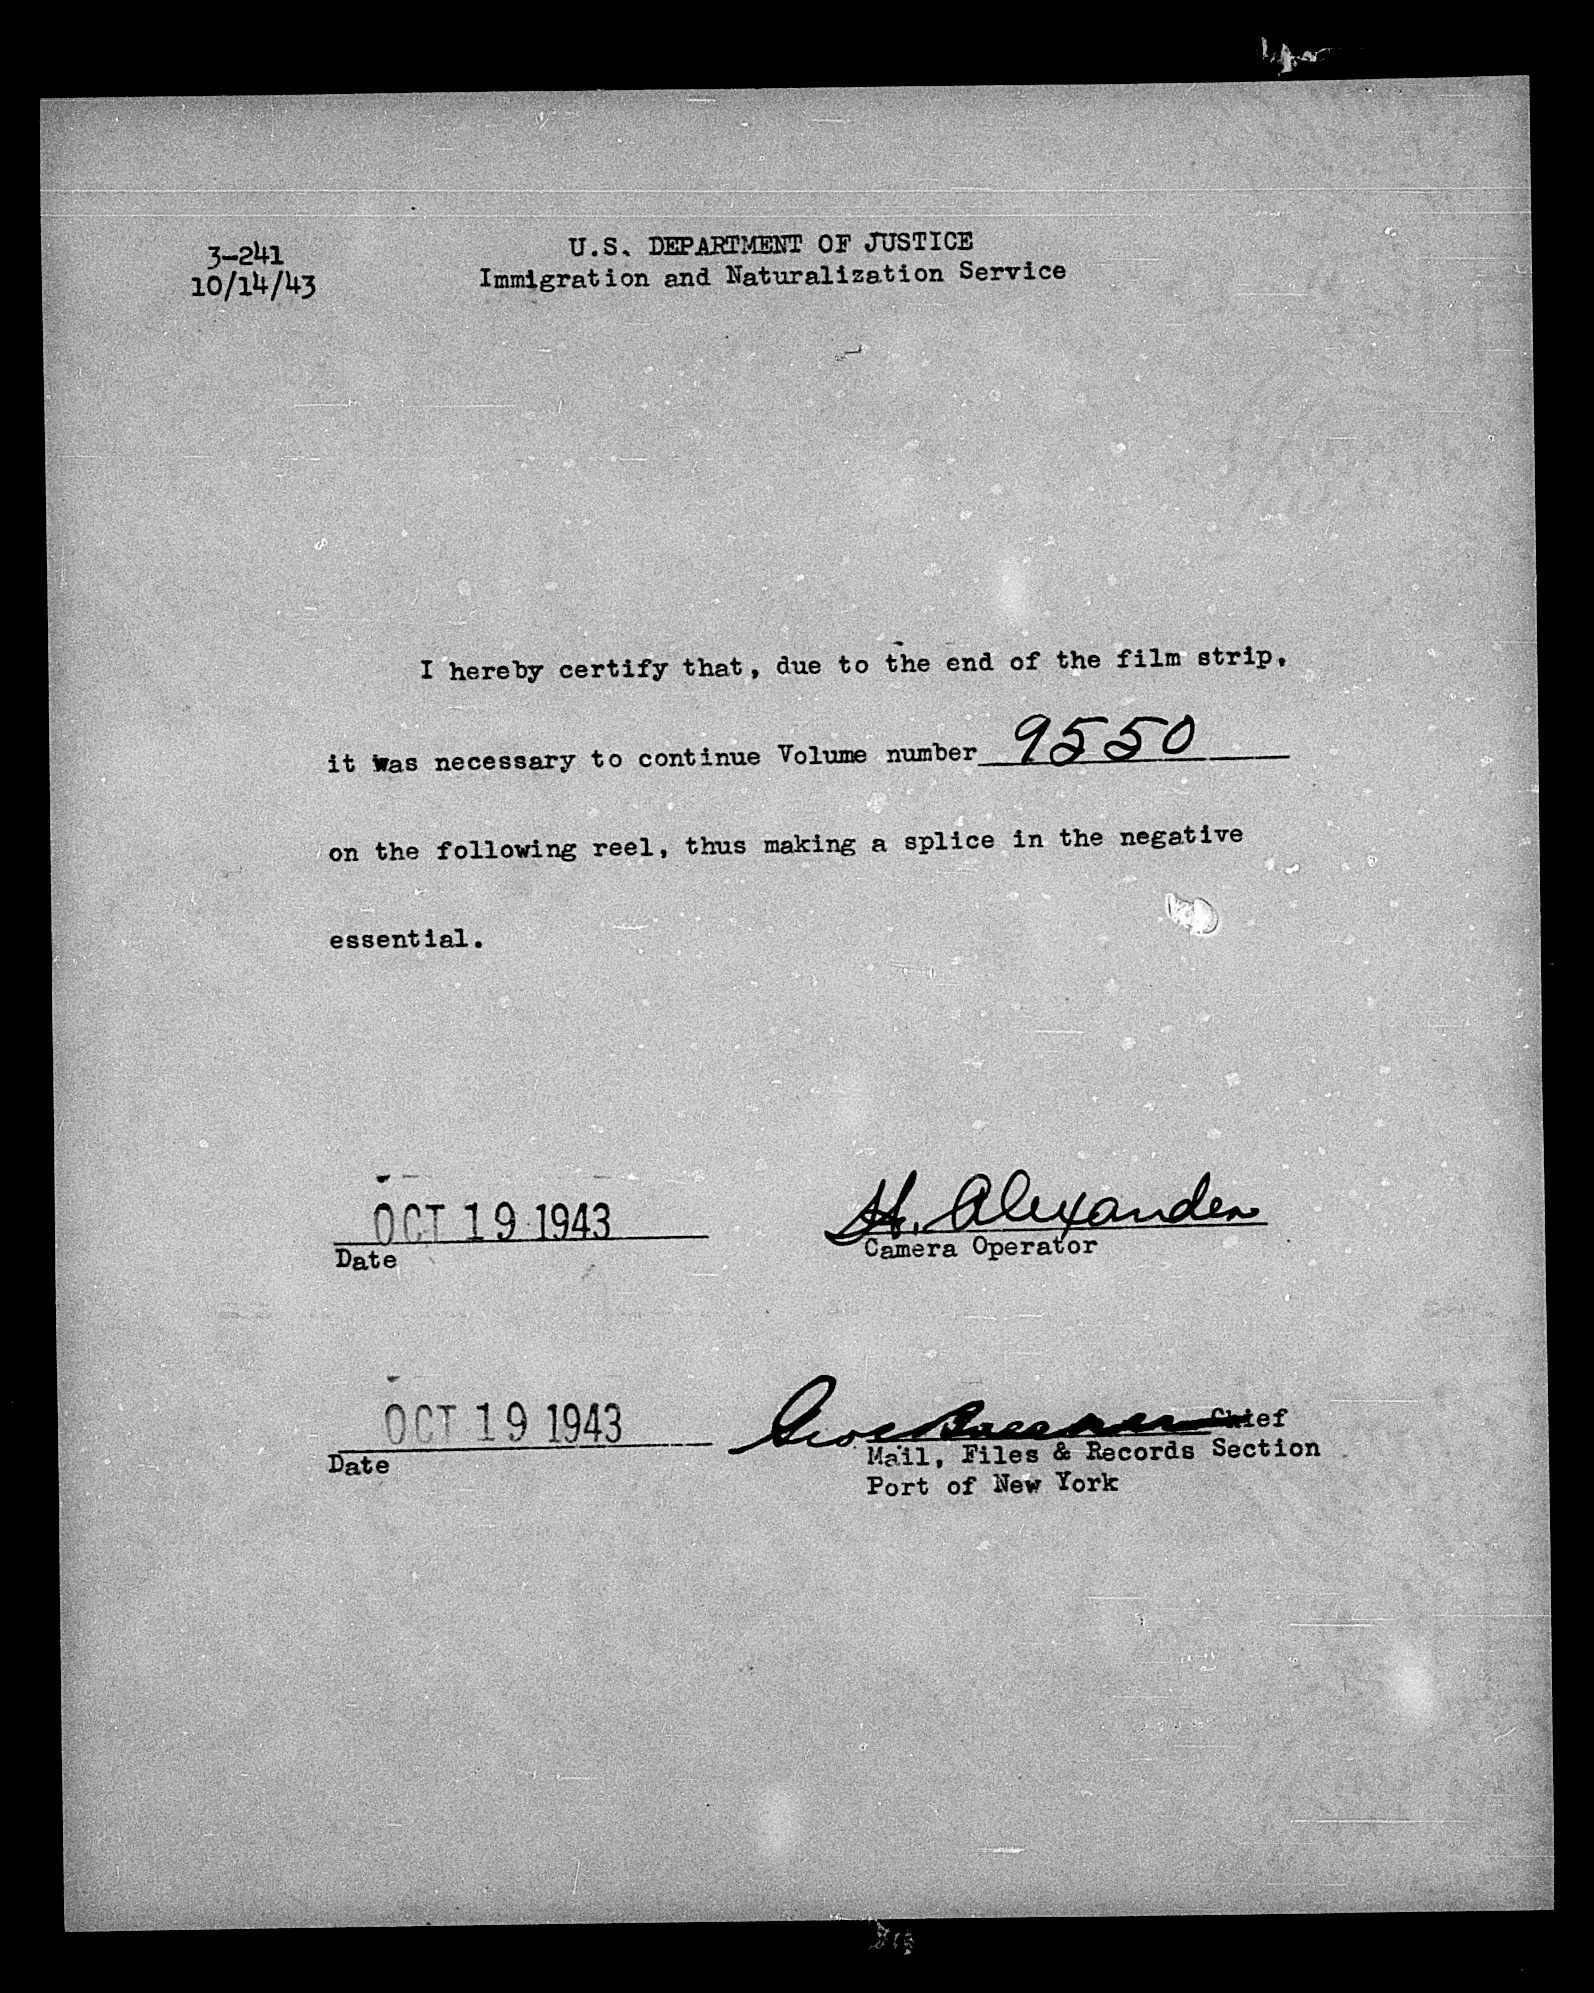 3-241
10/14/43
U.S. DEPARTMENT OF JUSTICE
Immigration and Naturalization Service
I hereby certify that, due to the end of the film strip,
it was necessary to continue Volume number 9550
on the following reel, thus making a splice in the negative
essential.
OCT 19 1943
Date
H. Alexander
Camera Operator
OCT 19 1943
Date
Chief
Mail, Files & Records Section
Port of New York